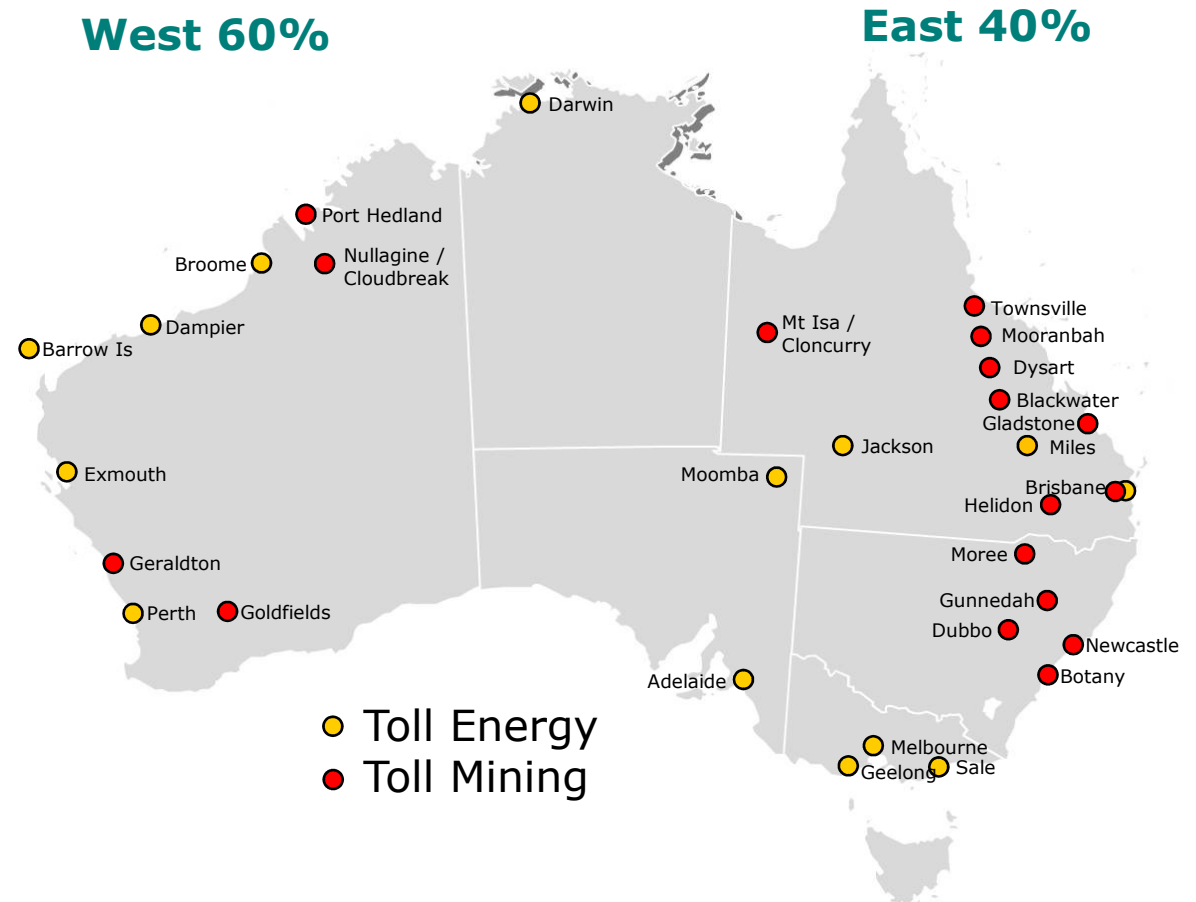 West 60%
East 40%
Darwin
Port Hedland
Broome
Nullagine /
Cloudbreak
Dampier
Barrow Is
Exmouth
Geraldton
Perth
Goldfields
Mt Isa /
Cloncurry
Townsville
Mooranbah
Dysart
Blackwater
Gladstone
Jackson
Miles
Moomba
Brisbane
Helidon
Moree
Gunnedah
Dubbo
Newcastle
Botany
Adelaide
Melbourne
Geelong
Sale
Toll Energy
Toll Mining